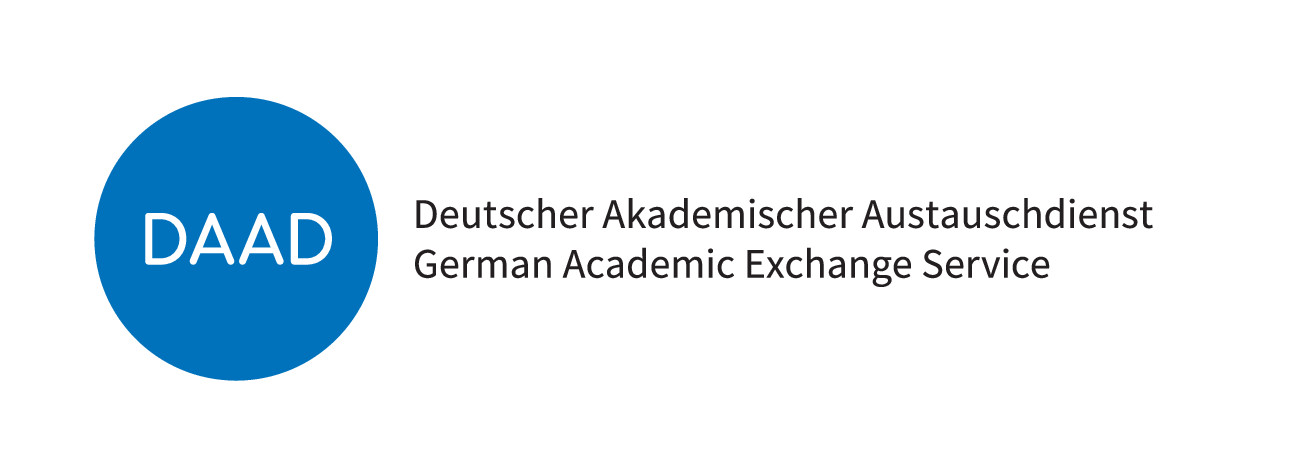 DAAD
Deutscher Akademischer Austauschdienst
German Academic Exchange Service